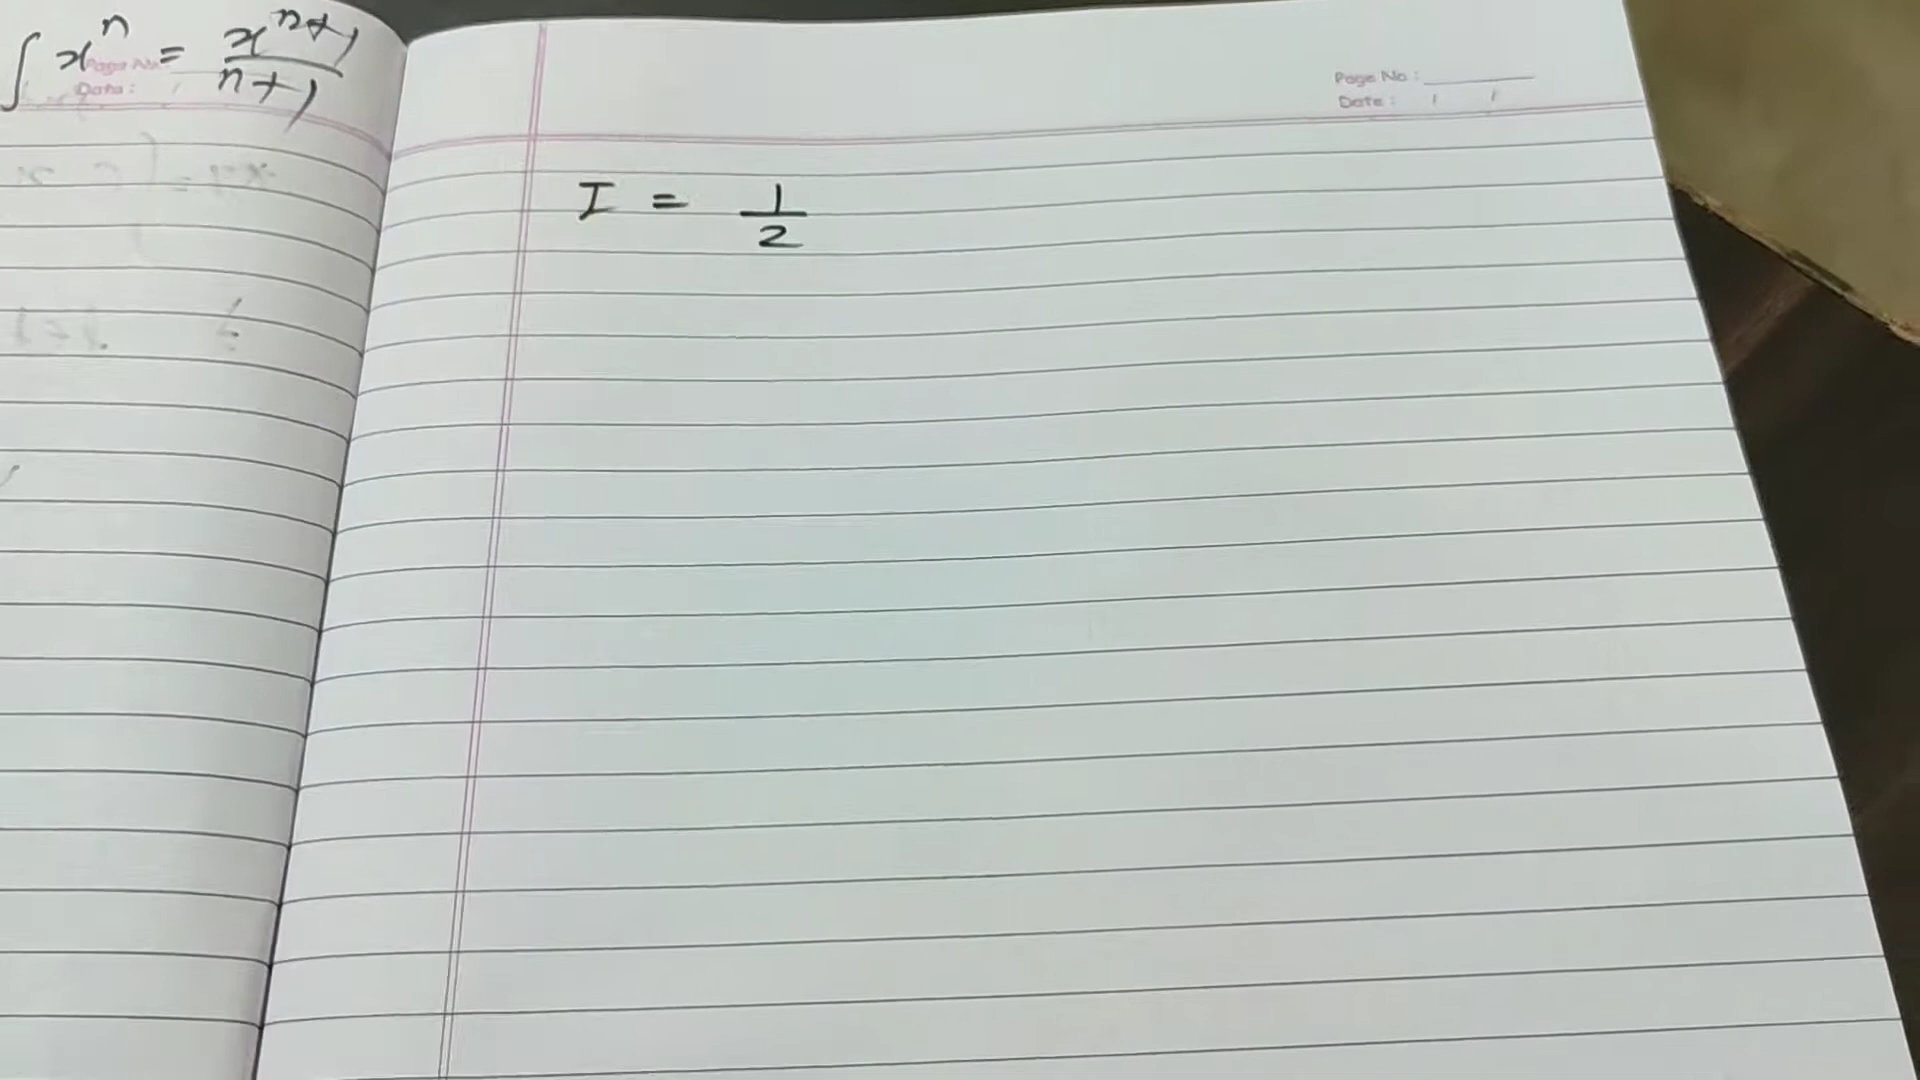 ∫ xⁿ = xⁿ⁺¹ / n+1
Page No:
Date:
Page No :
Date :
I = 1/2